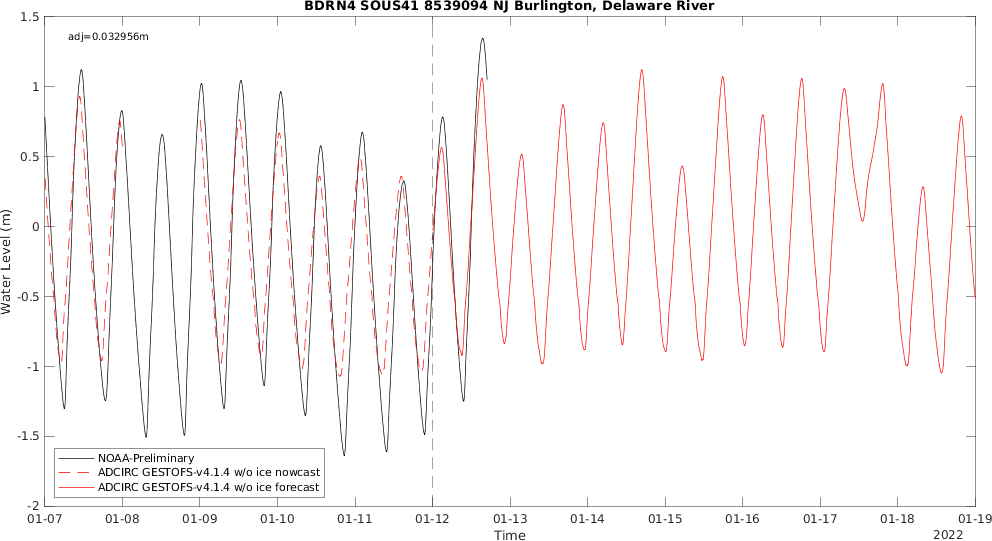 BDRN4 SOUS41 8539094 NJ Burlington, Delaware River
adj=0.032956m
1.5
1
0.5
0
-0.5
-1
-1.5
-2
Water Level (m)
NOAA-Preliminary
ADCIRC GESTOFS-v4.1.4 w/o ice nowcast
ADCIRC GESTOFS-v4.1.4 w/o ice forecast
01-07 01-08 01-09 01-10 01-11 01-12 01-13 01-14 01-15 01-16 01-17 01-18 01-19
Time
2022